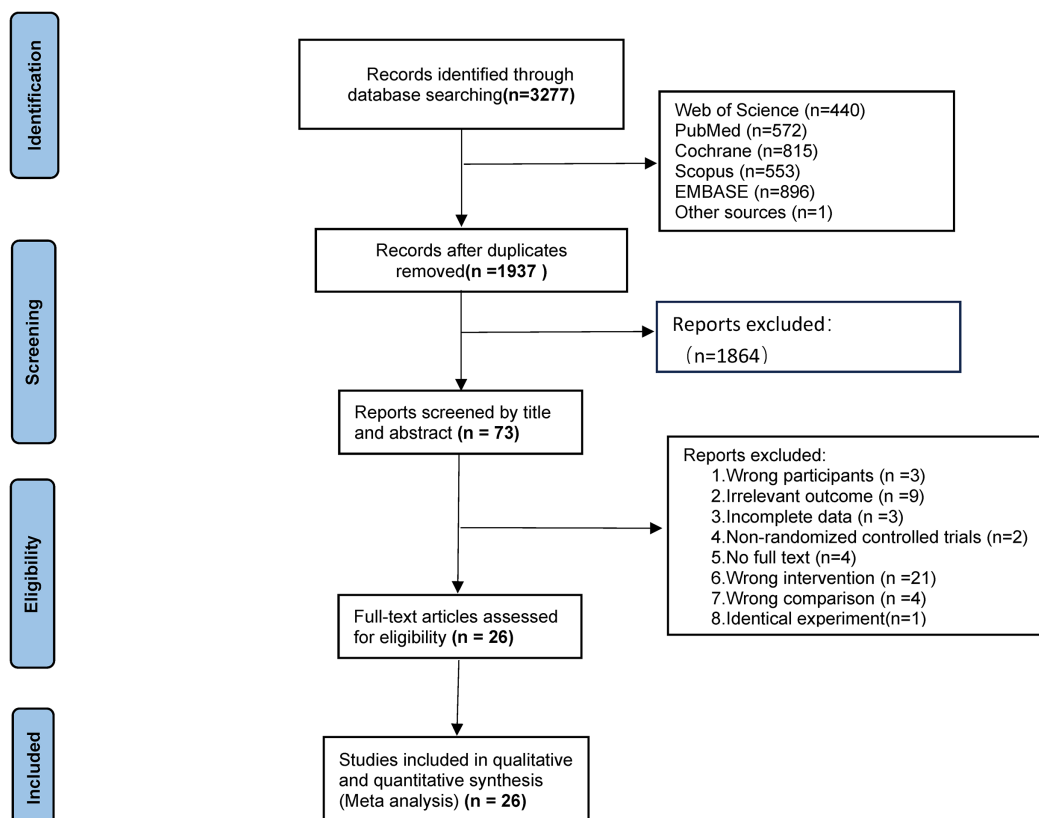 Identification
Records identified through
database searching(n=3277)
Web of Science (n=440)
PubMed (n=572)
Cochrane (n=815)
Scopus (n=553)
EMBASE (n=896)
Other sources (n=1)
Screening
Records after duplicates
removed(n =1937 )
Reports excluded：
（n=1864）
Reports screened by title
and abstract (n = 73)
Reports excluded:
1.Wrong participants (n =3)
2.Irrelevant outcome (n =9)
3.Incomplete data (n =3)
4.Non-randomized controlled trials (n=2)
5.No full text (n=4)
6.Wrong intervention (n =21)
7.Wrong comparison (n =4)
8.Identical experiment(n=1)
Eligibility
Full-text articles assessed
for eligibility (n = 26)
Included
Studies included in qualitative
and quantitative synthesis
(Meta analysis) (n = 26)